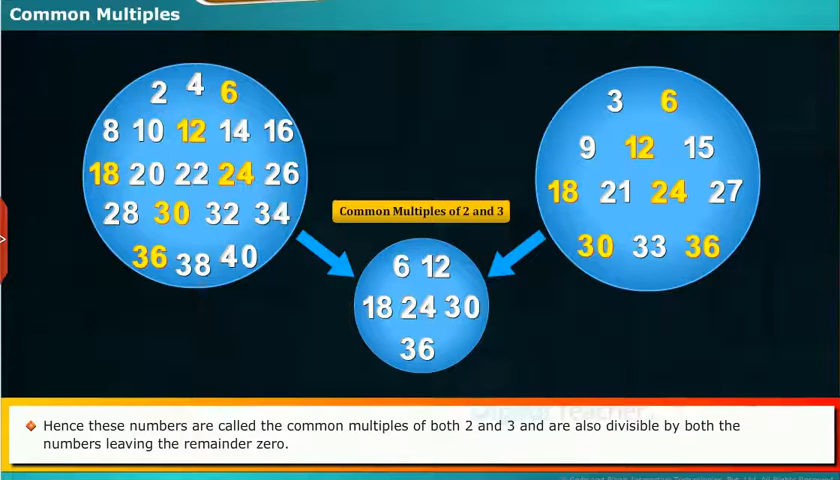 Common Multiples
2 4 6
8 10 12 14 16
18 20 22 24 26
28 30 32 34
36 38 40
3 6
9 12 15
18 21 24 27
30 33 36
Common Multiples of 2 and 3
6 12
18 24 30
36
Hence these numbers are called the common multiples of both 2 and 3 and are also divisible by both the
numbers leaving the remainder zero.